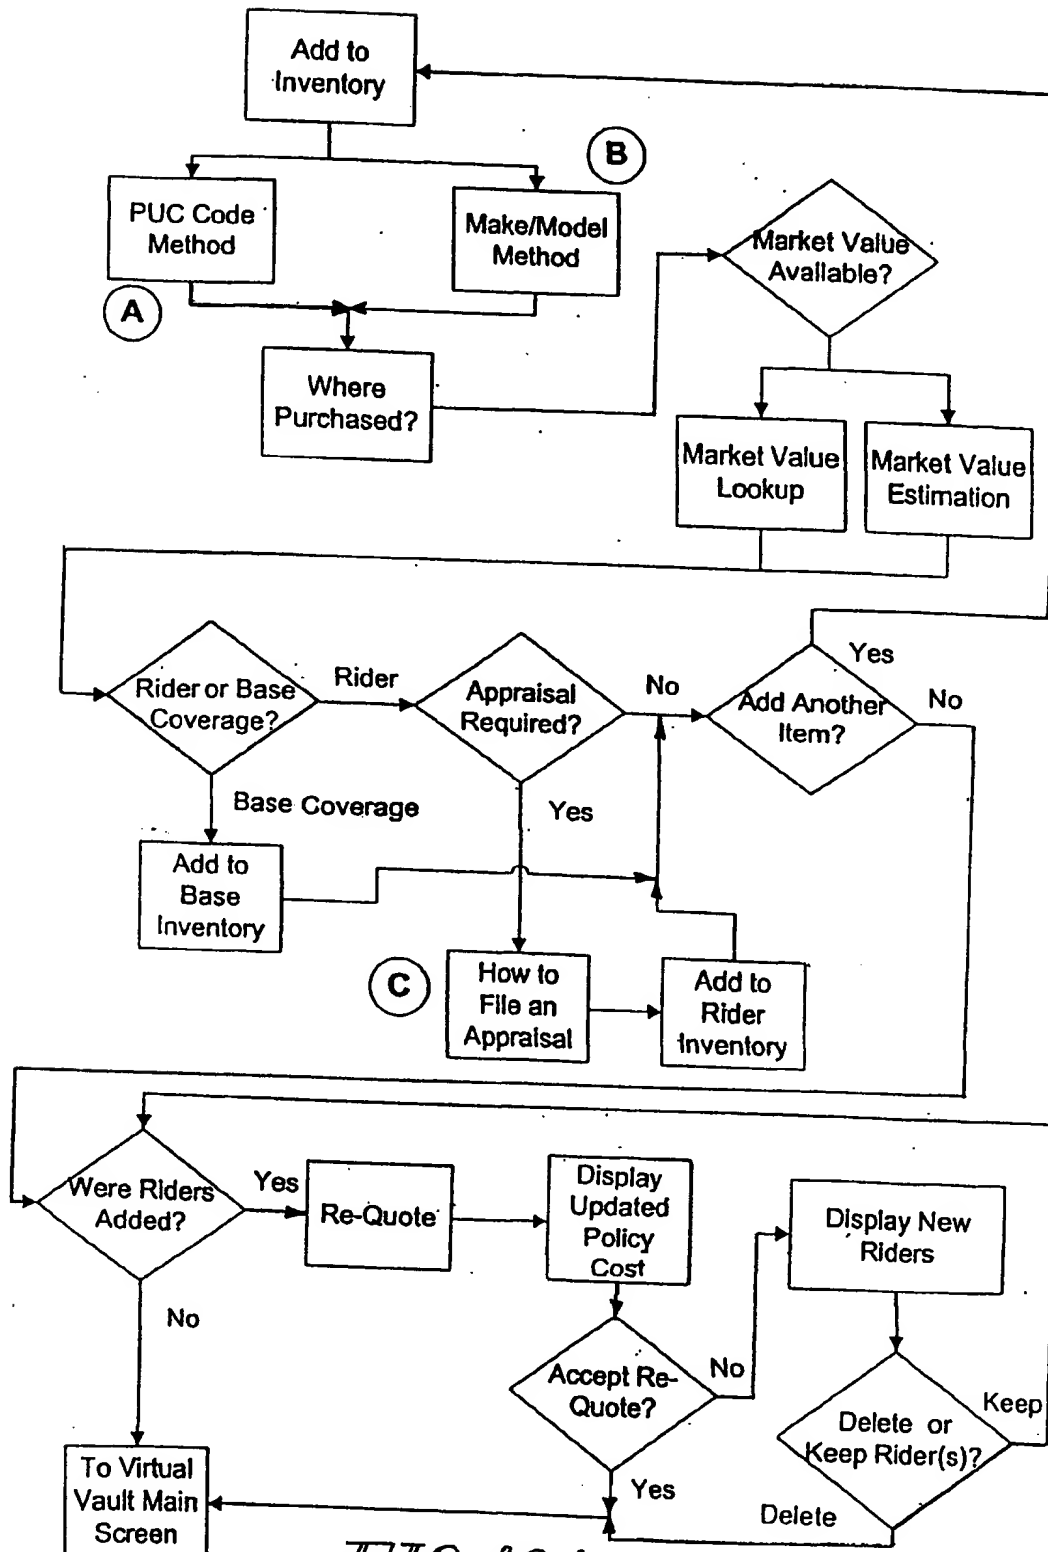 Add to
Inventory
B
PUC Code
Method
Make/Model
Method
Market Value
Available?
A
Where
Purchased?
Market Value
Lookup
Market Value
Estimation
Rider or Base
Coverage?
Rider
Appraisal
Required?
No
Yes
Add Another
Item?
No
Base Coverage
Yes
Add to
Base
Inventory
C
How to
File an
Appraisal
Add to
Rider
Inventory
Were Riders
Added?
Yes
Re-Quote
Display
Updated
Policy
Cost
Display New
Riders
No
Accept Re-
Quote?
No
Delete or
Keep Rider(s)?
Keep
Yes
Delete
To Virtual
Vault Main
Screen